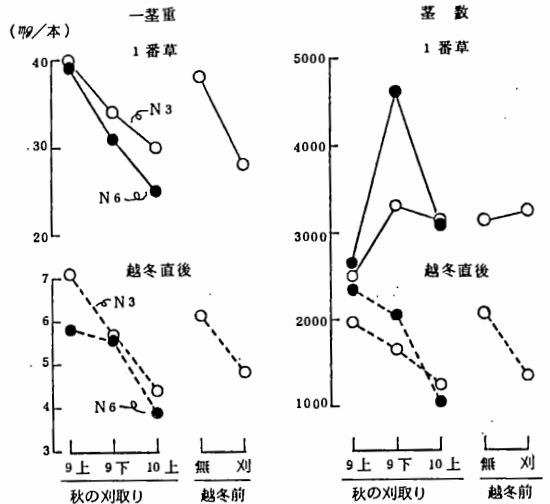 一茎重
(mg/本)
1番草
40
30
20
N3
N6
越冬直後
7
6
5
4
3
N3
N6
9上 9下 10上 無 刈
秋の刈取り 越冬前
茎数
1番草
5000
4000
3000
2000
1000
越冬直後
9上 9下 10上 無 刈
秋の刈取り 越冬前